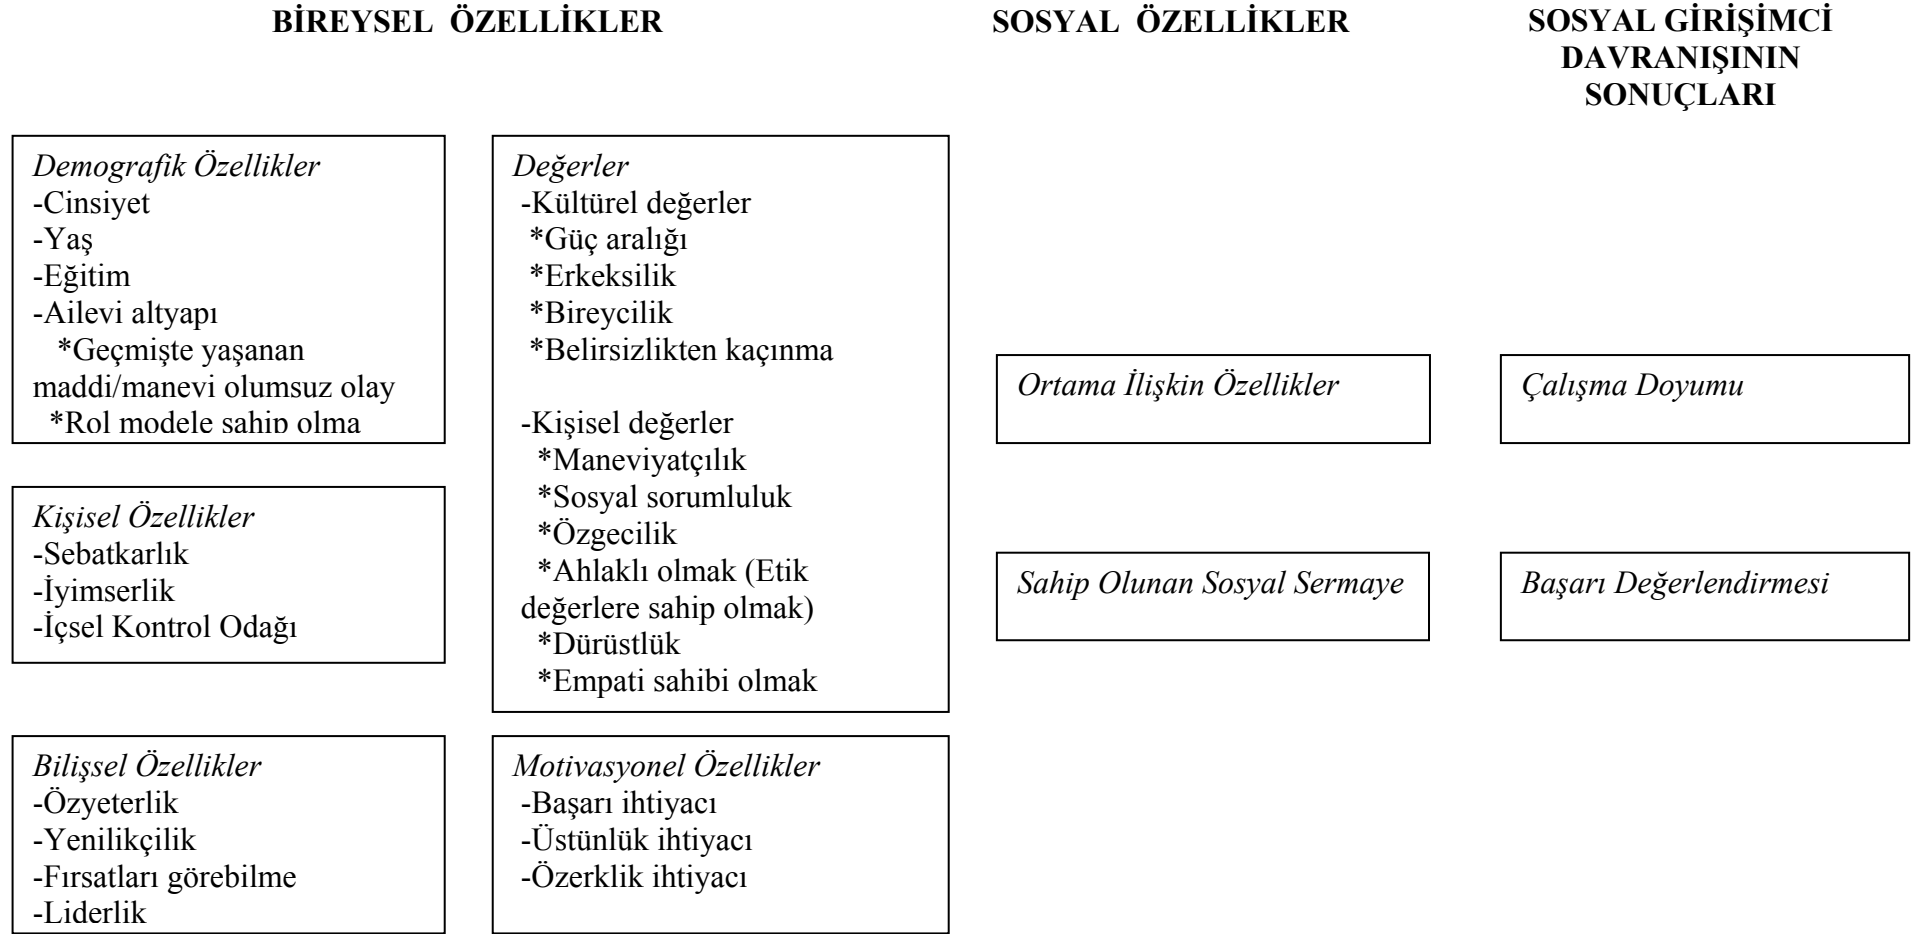 BİREYSEL ÖZELLİKLER
SOSYAL ÖZELLİKLER
SOSYAL GİRİŞİMCİ
DAVRANIŞININ
SONUÇLARI
Demografik Özellikler
-Cinsiyet
-Yaş
-Eğitim
-Ailevi altyapı
*Geçmişte yaşanan
maddi/manevi olumsuz olay
*Rol modele sahip olma
Kişisel Özellikler
-Sebatkarlık
-İyimserlik
-İçsel Kontrol Odağı
Bilişsel Özellikler
-Özyeterlik
-Yenilikçilik
-Fırsatları görebilme
-Liderlik
Değerler
-Kültürel değerler
*Güç aralığı
*Erkeksilik
*Bireycilik
*Belirsizlikten kaçınma
-Kişisel değerler
*Maneviyatçılık
*Sosyal sorumluluk
*Özgecilik
*Ahlaklı olmak (Etik
değerlere sahip olmak)
*Dürüstlük
*Empati sahibi olmak
Motivasyonel Özellikler
-Başarı ihtiyacı
-Üstünlük ihtiyacı
-Özerklik ihtiyacı
Ortama İlişkin Özellikler
Sahip Olunan Sosyal Sermaye
Çalışma Doyumu
Başarı Değerlendirmesi